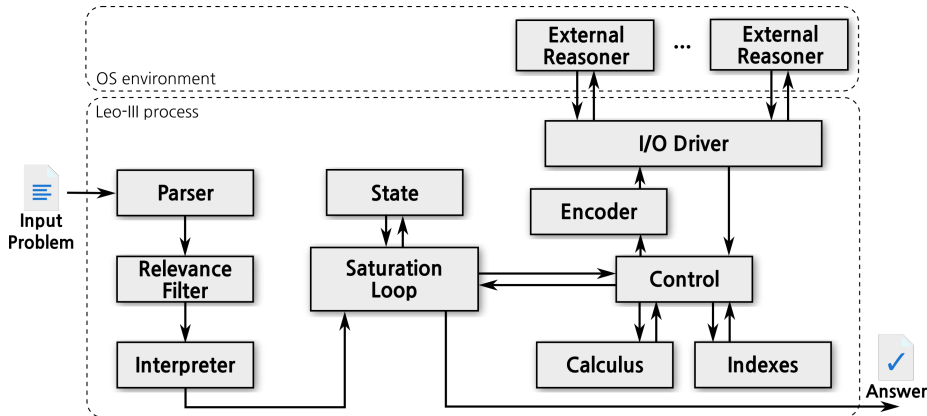 External
Reasoner
...
External
Reasoner
OS environment
Leo-III process
I/O Driver
Input
Problem
Parser
State
Encoder
Relevance
Filter
Saturation
Loop
Control
Interpreter
Calculus
Indexes
Answer